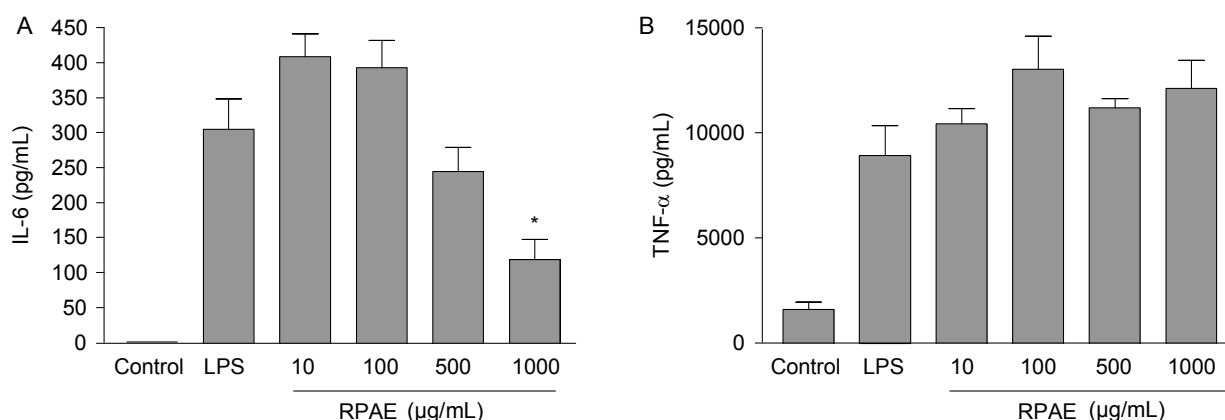 A
IL-6 (pg/mL)
450
400
350
300
250
200
150
100
50
0
*
Control LPS 10 100 500 1000
RPAE (µg/mL)
B
TNF-α (pg/mL)
15000
10000
5000
0
Control LPS 10 100 500 1000
RPAE (µg/mL)